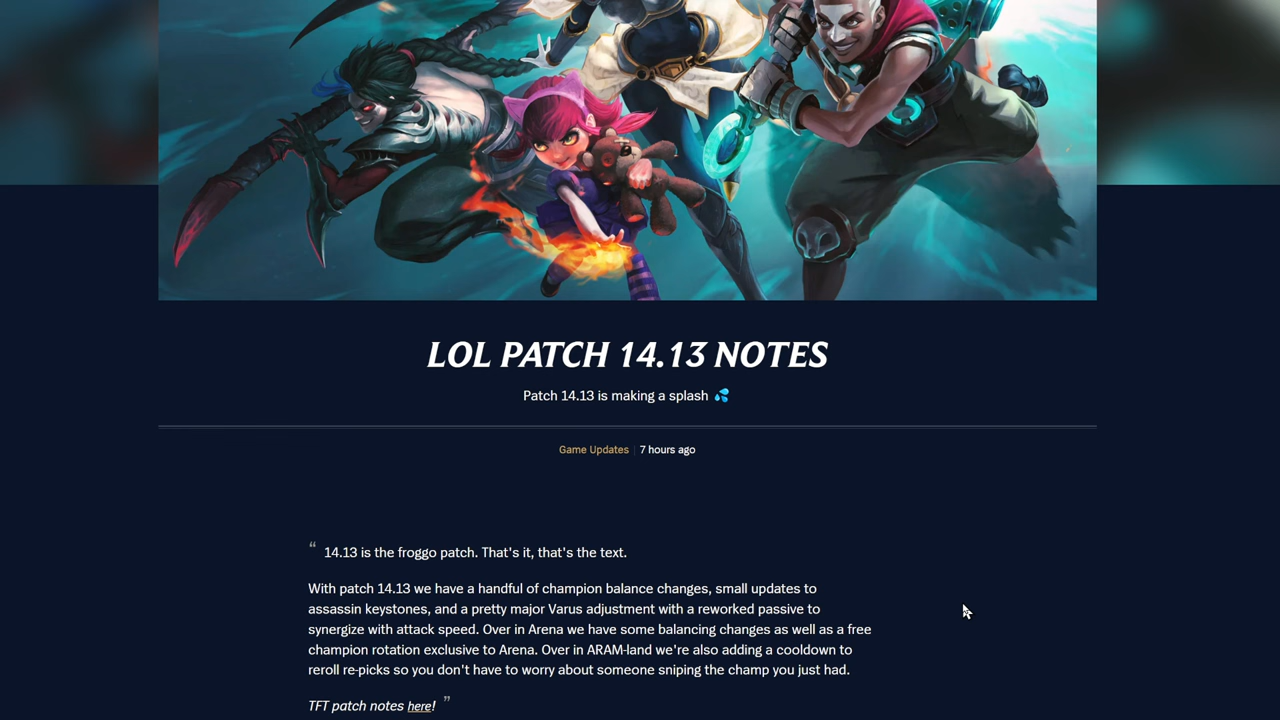 LOL PATCH 14.13 NOTES
Patch 14.13 is making a splash 💦
Game Updates | 7 hours ago
“ 14.13 is the froggo patch. That's it, that's the text.
With patch 14.13 we have a handful of champion balance changes, small updates to
assassin keystones, and a pretty major Varus adjustment with a reworked passive to
synergize with attack speed. Over in Arena we have some balancing changes as well as a free
champion rotation exclusive to Arena. Over in ARAM-land we're also adding a cooldown to
reroll re-picks so you don't have to worry about someone sniping the champ you just had.
TFT patch notes here! ”